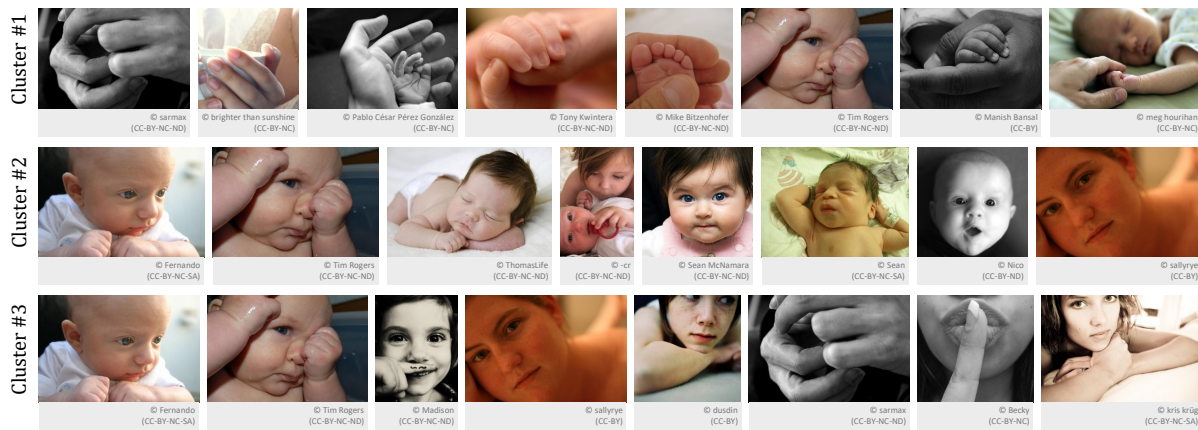 Cluster #1
© sarmax
(CC-BY-NC-ND)
© brighter than sunshine
(CC-BY-NC)
© Pablo César Pérez González
(CC-BY-NC)
© Tony Kwintera
(CC-BY-NC-ND)
© Mike Bitzenhofer
(CC-BY-NC-ND)
© Tim Rogers
(CC-BY-NC-ND)
© Manish Bansal
(CC-BY)
© meg hourihan
(CC-BY-NC)
Cluster #2
© Fernando
(CC-BY-NC-SA)
© Tim Rogers
(CC-BY-NC-ND)
© ThomasLife
(CC-BY-NC-ND)
© -cr
(CC-BY-NC-ND)
© Sean McNamara
(CC-BY-NC-ND)
© Sean
(CC-BY-NC-SA)
© Nico
(CC-BY-ND)
© sallyrye
(CC-BY)
Cluster #3
© Fernando
(CC-BY-NC-SA)
© Tim Rogers
(CC-BY-NC-ND)
© Madison
(CC-BY-NC-ND)
© sallyrye
(CC-BY)
© dusdin
(CC-BY)
© sarmax
(CC-BY-NC-ND)
© Becky
(CC-BY-NC)
© kris krüg
(CC-BY-NC-SA)